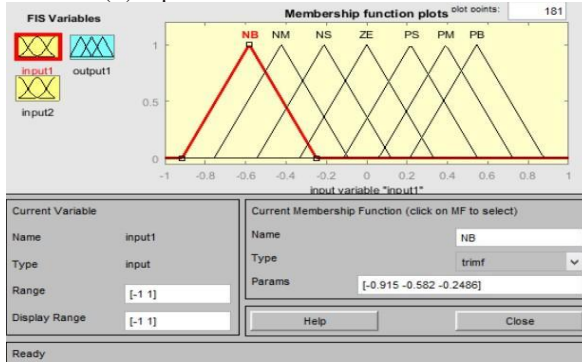 FIS Variables
Membership function plots plot points: 181
NB NM NS ZE PS PM PB
1
input1 output1
0.5
input2
0
-1 -0.8 -0.6 -0.4 -0.2 0 0.2 0.4 0.6 0.8 1
input variable "input1"
Current Variable
Current Membership Function (click on MF to select)
Name input1
Name NB
Type input
Type trimf
Range [-1 1]
Params [-0.915 -0.582 -0.2486]
Display Range [-1 1]
Help Close
Ready